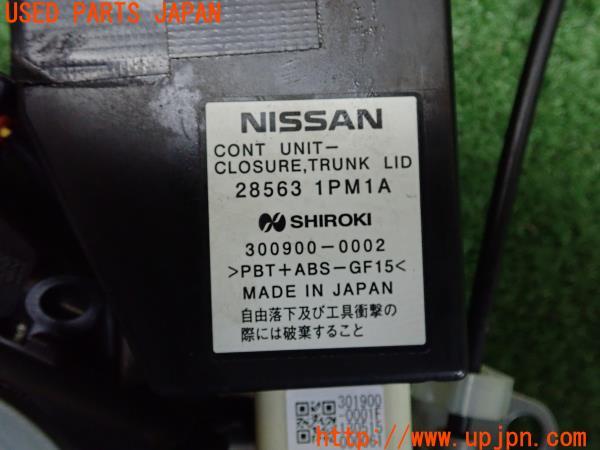 USED PARTS JAPAN
NISSAN
CONT UNIT-
CLOSURE,TRUNK LID
28563 1PM1A
SHIROKI
300900-0002
>PBT+ABS-GF15<
MADE IN JAPAN
自由落下及び工具衝撃の
際には破棄すること
301900
-0001E
http://www.upjpn.com/